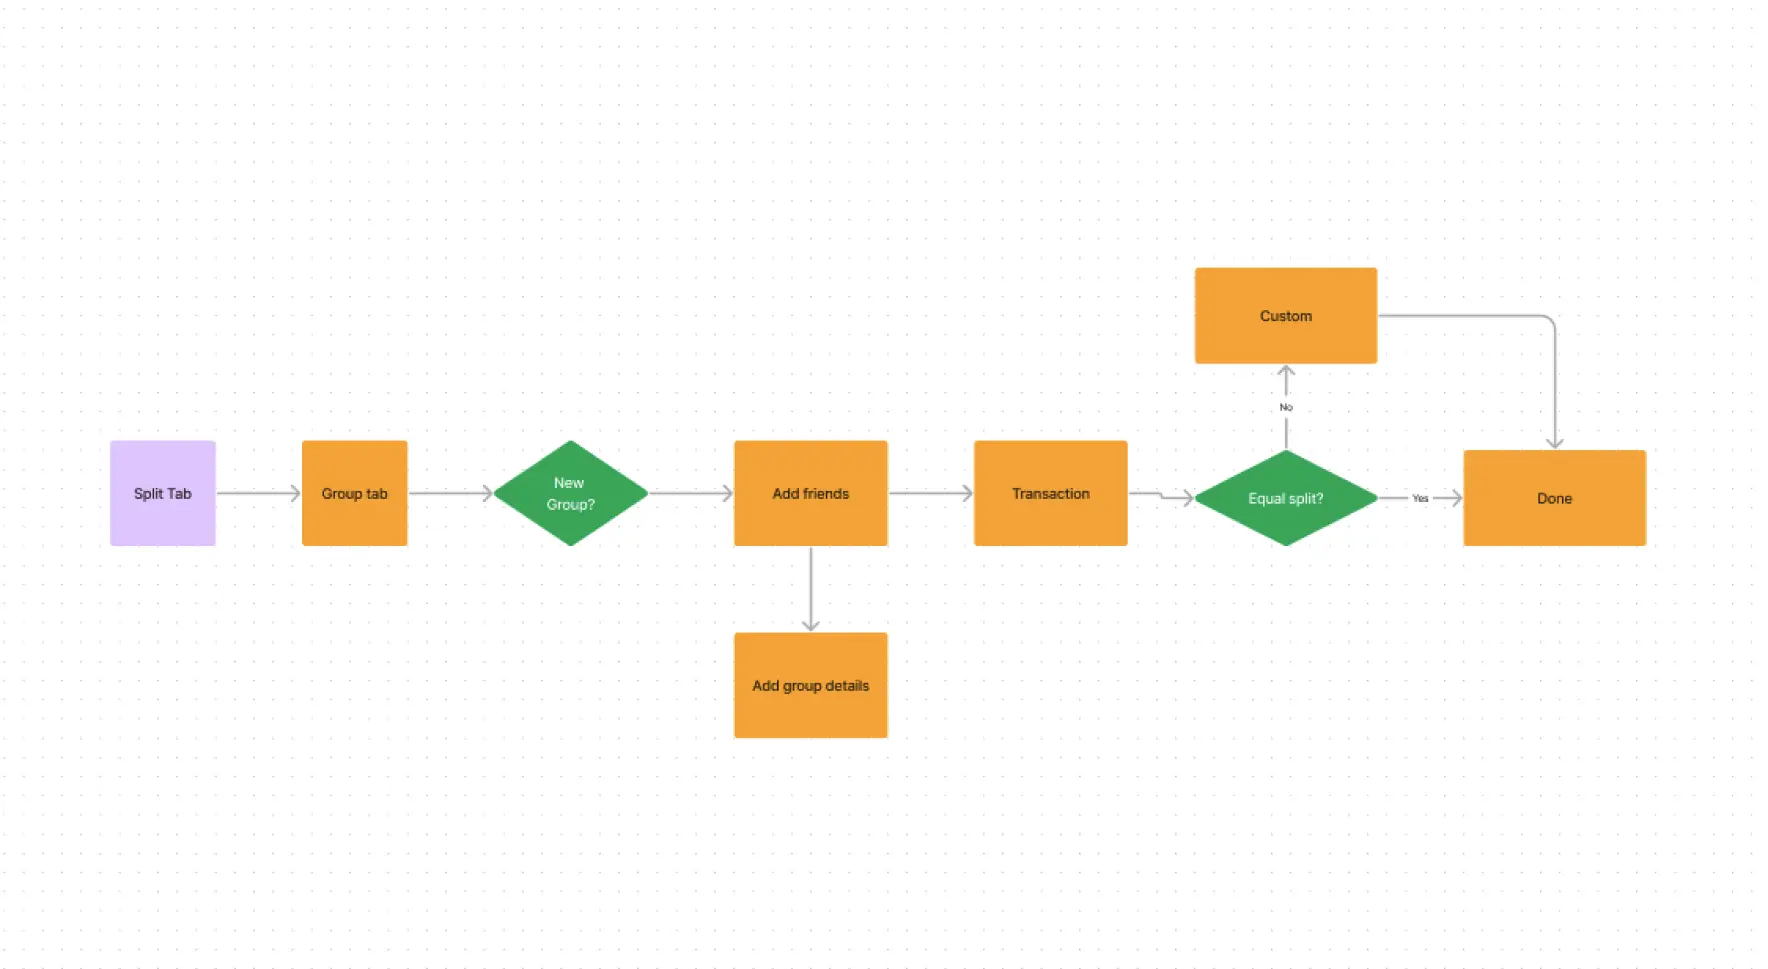 Split Tab
Group tab
New
Group?
Add friends
Add group details
Transaction
Equal split?
No
Custom
Yes
Done